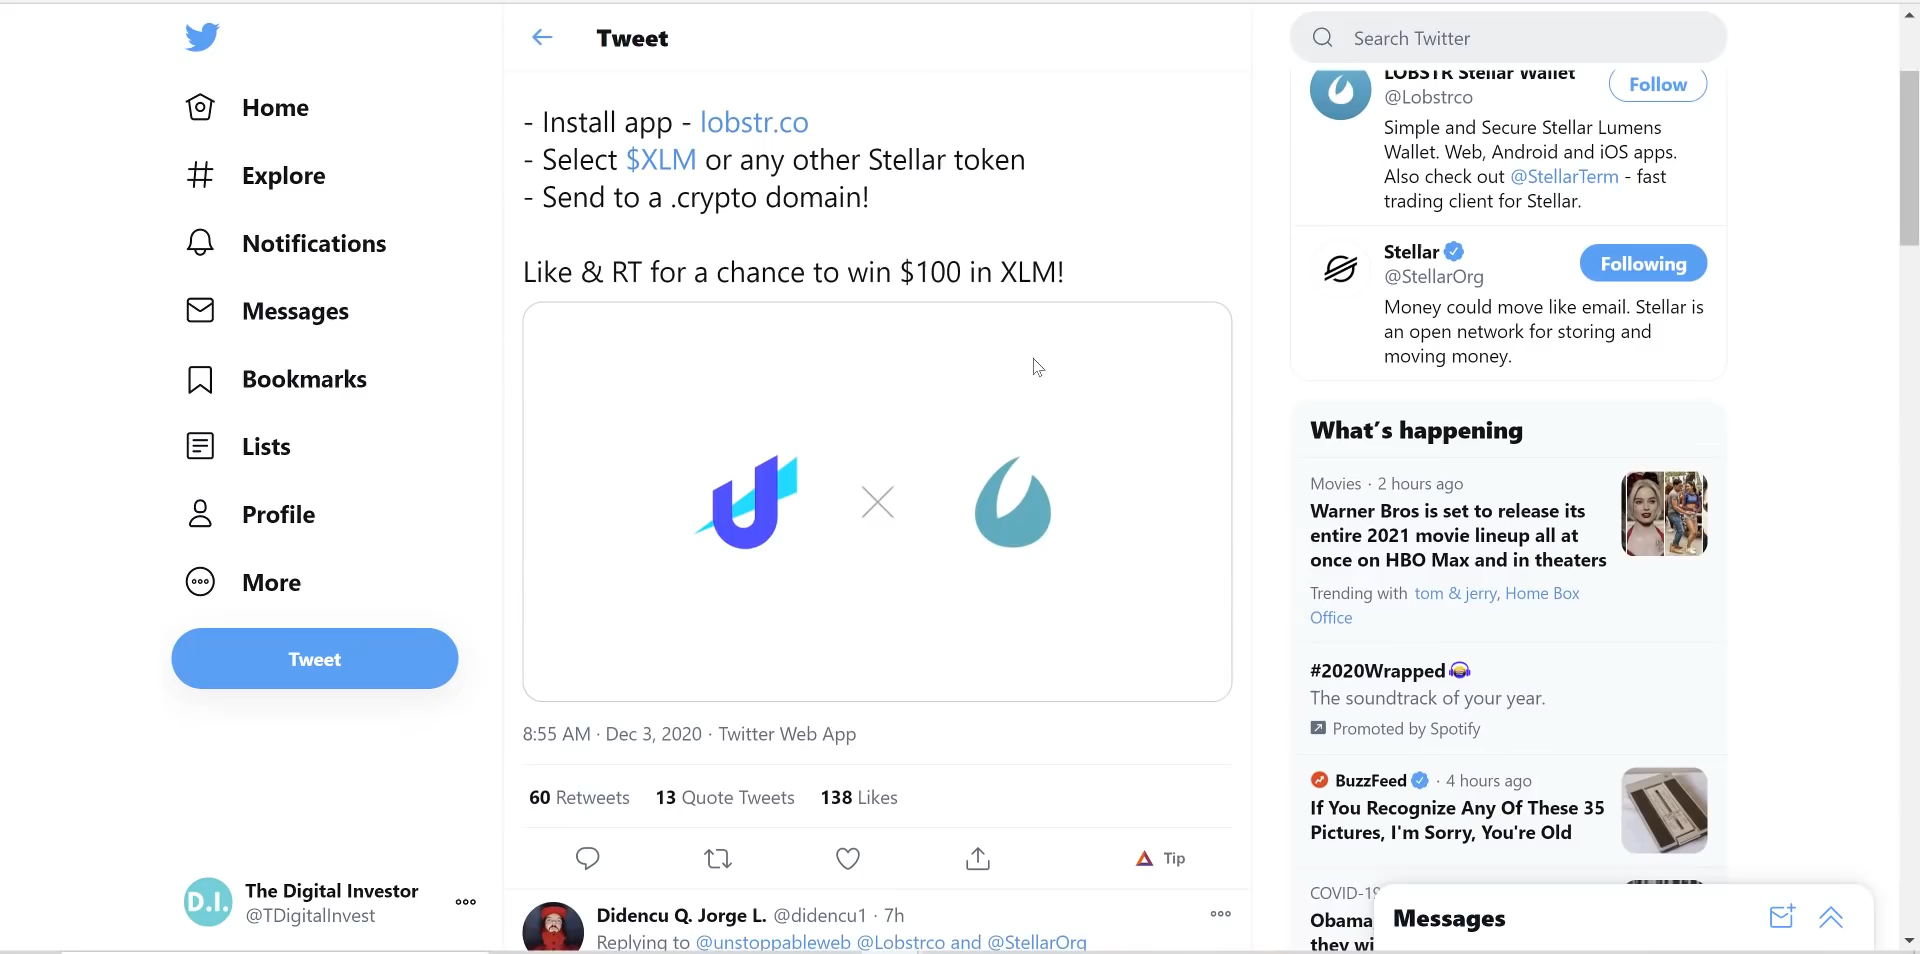 Home
Explore
Notifications
Messages
Bookmarks
Lists
Profile
More
Tweet
D.I.
The Digital Investor
@TDigitalInvest
Tweet
- Install app - lobstr.co
- Select $XLM or any other Stellar token
- Send to a .crypto domain!
Like & RT for a chance to win $100 in XLM!
8:55 AM · Dec 3, 2020 · Twitter Web App
60 Retweets 13 Quote Tweets 138 Likes
Tip
Didencu Q. Jorge L. @didencu1 · 7h
Replying to @unstoppableweb @Lobstrco and @StellarOrg
Search Twitter
LOBSTR Stellar Wallet
@Lobstrco
Follow
Simple and Secure Stellar Lumens
Wallet. Web, Android and iOS apps.
Also check out @StellarTerm - fast
trading client for Stellar.
Stellar
@StellarOrg
Following
Money could move like email. Stellar is
an open network for storing and
moving money.
What's happening
Movies · 2 hours ago
Warner Bros is set to release its
entire 2021 movie lineup all at
once on HBO Max and in theaters
Trending with tom & jerry, Home Box
Office
#2020Wrapped
The soundtrack of your year.
Promoted by Spotify
BuzzFeed · 4 hours ago
If You Recognize Any Of These 35
Pictures, I'm Sorry, You're Old
COVID-19
Obama
they wi
Messages